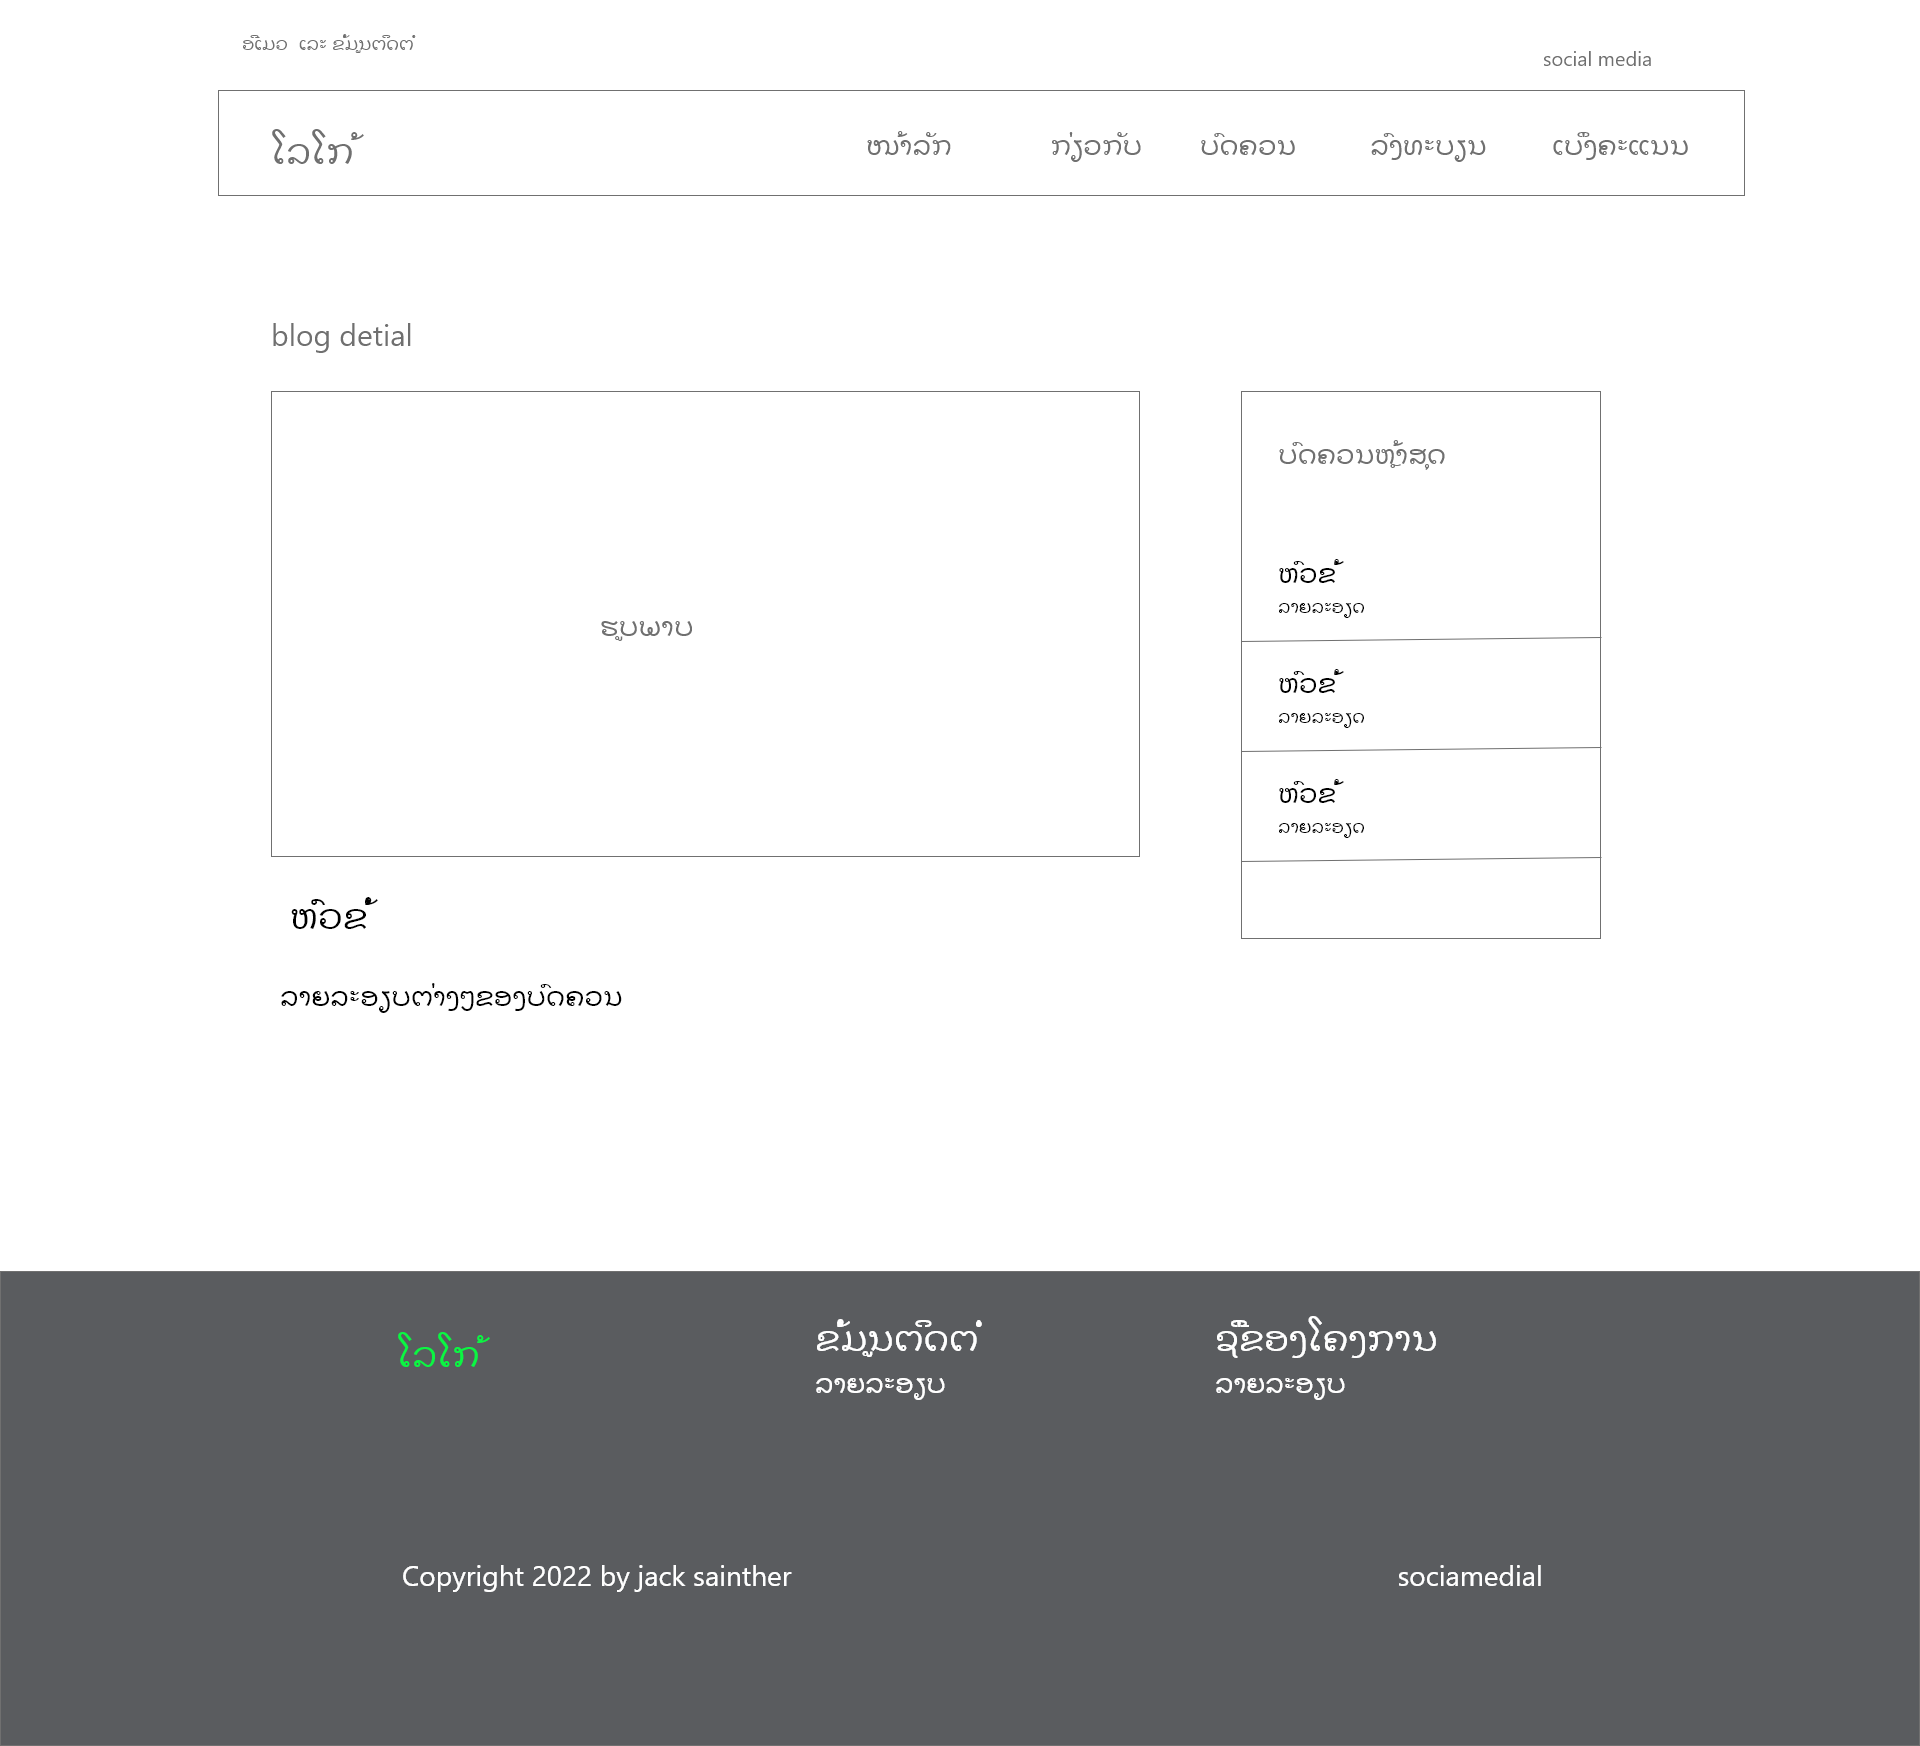 ອີເມວ ແລະ ຂໍ້ມູນຕິດຕໍ່
social media
ໂລໂກ້
ໜ້າລັກ
ກ່ຽວກັບ
ບົດຄວນ
ລົງທະບຽນ
ເບິ່ງຄະແນນ
blog detial
ຮູບພາບ
ບົດຄວນຫຼ້າສຸດ
ຫົວຂໍ້
ລາຍລະອຽດ
ຫົວຂໍ້
ລາຍລະອຽດ
ຫົວຂໍ້
ລາຍລະອຽດ
ຫົວຂໍ້
ລາຍລະອຽບຕ່າງໆຂອງບົດຄວນ
ໂລໂກ້
ຂໍ້ມູນຕິດຕໍ່
ລາຍລະອຽບ
ຊື່ຂອງໂຄງການ
ລາຍລະອຽບ
Copyright 2022 by jack sainther
sociamedial